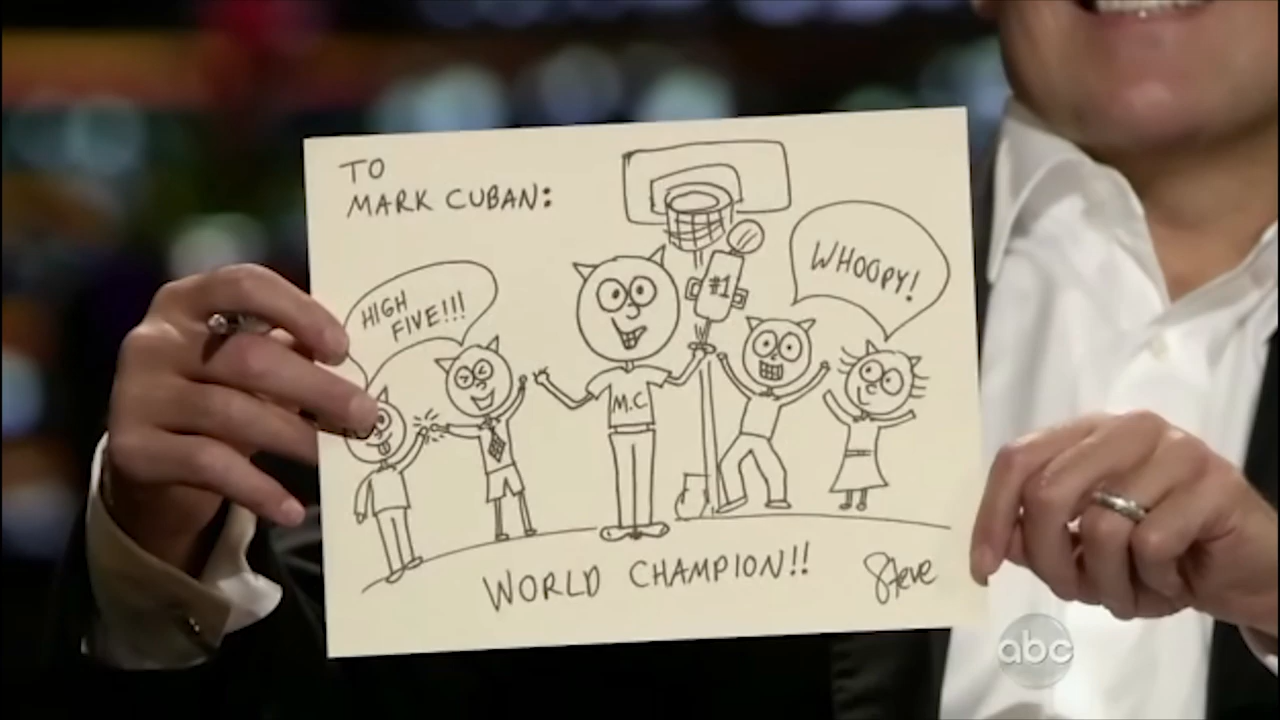 TO
MARK CUBAN:
HIGH
FIVE!!!
#1
WHOOPY!
M.C.
WORLD CHAMPION!!
Steve
abc